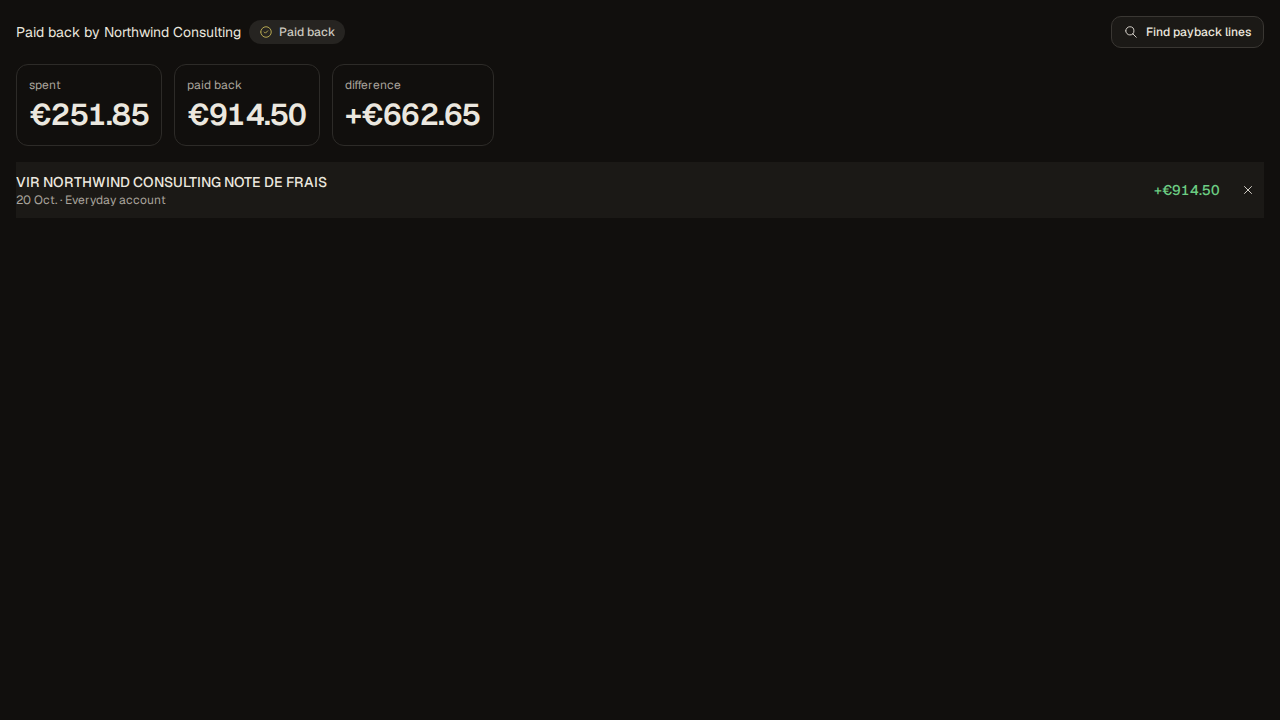 Paid back by Northwind Consulting
Paid back
Find payback lines
spent
€251.85
paid back
€914.50
difference
+€662.65
VIR NORTHWIND CONSULTING NOTE DE FRAIS
20 Oct. · Everyday account
+€914.50